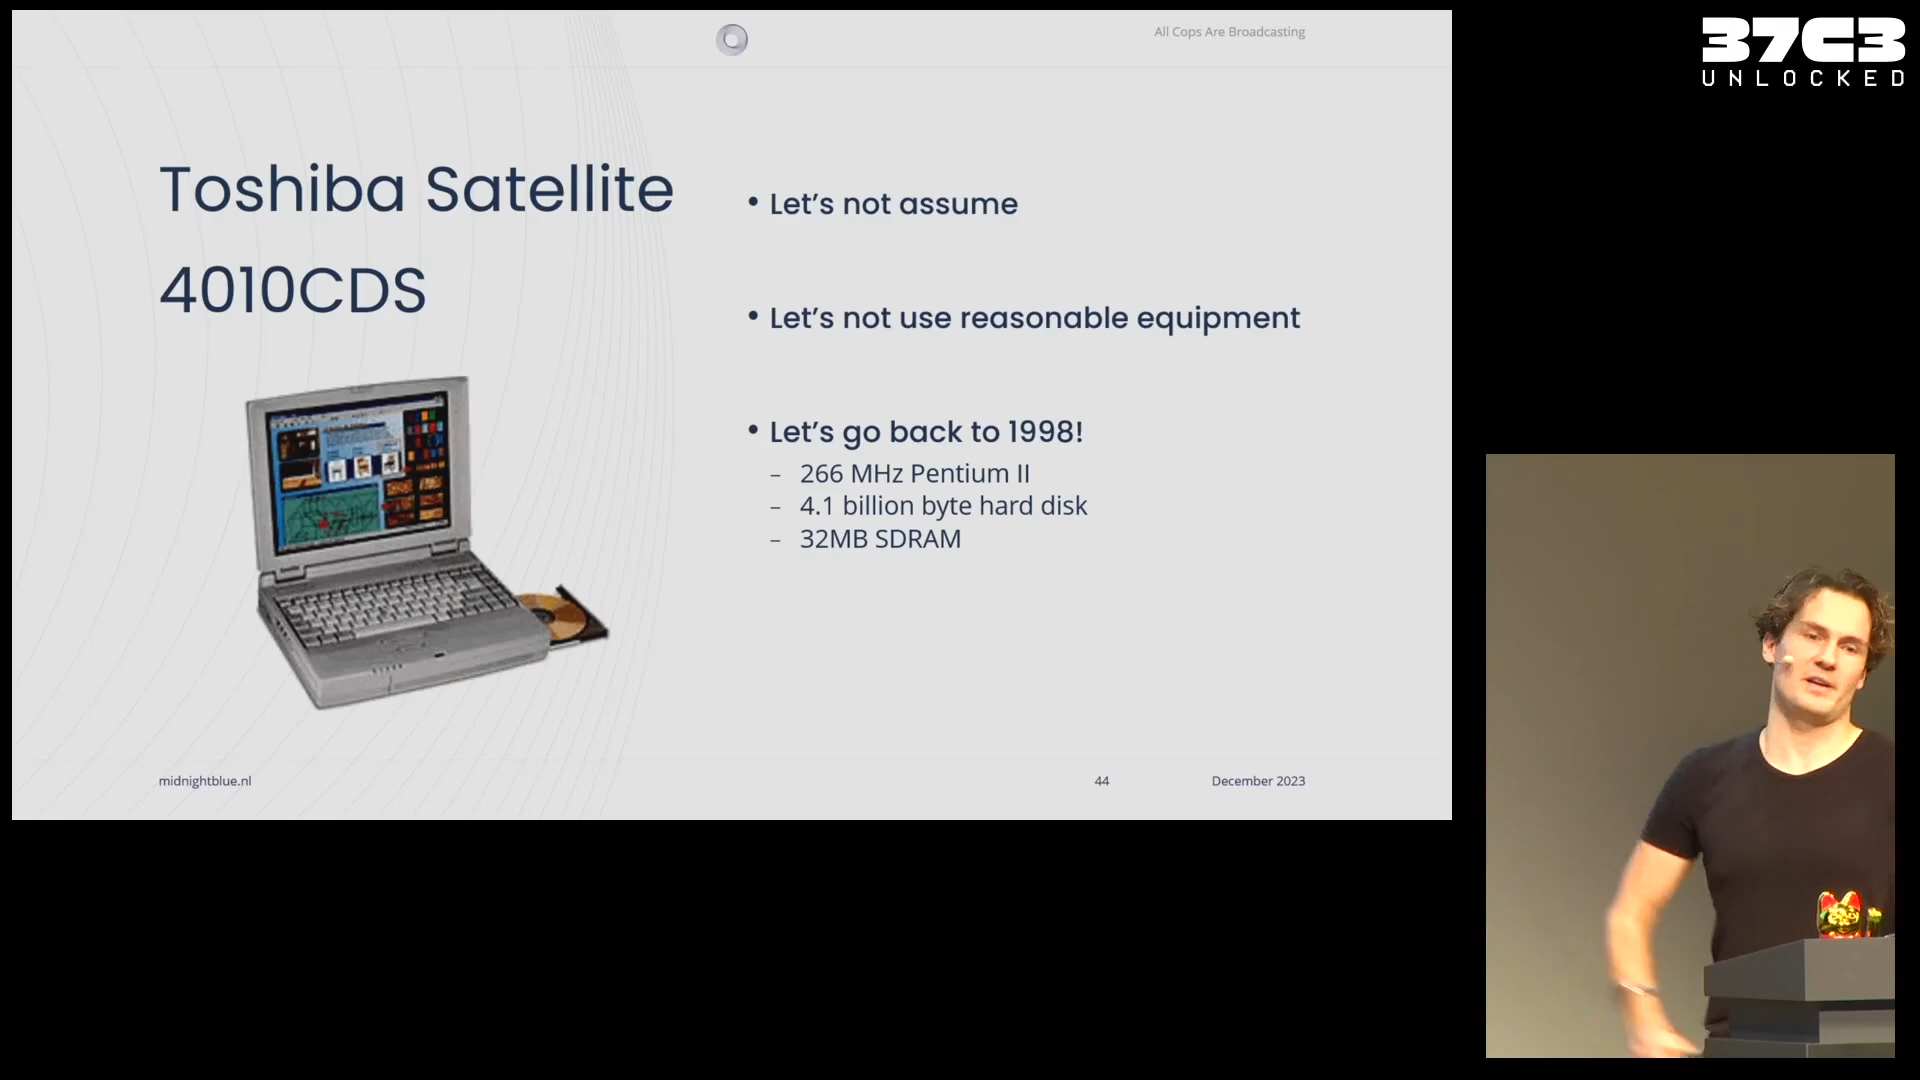 All Cops Are Broadcasting
37C3
UNLOCKED
Toshiba Satellite
4010CDS
• Let's not assume
• Let's not use reasonable equipment
• Let's go back to 1998!
– 266 MHz Pentium II
– 4.1 billion byte hard disk
– 32MB SDRAM
midnightblue.nl
44
December 2023